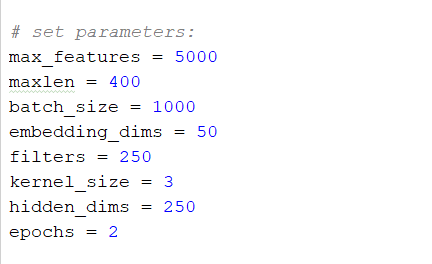 # set parameters:
max_features = 5000
maxlen = 400
batch_size = 1000
embedding_dims = 50
filters = 250
kernel_size = 3
hidden_dims = 250
epochs = 2